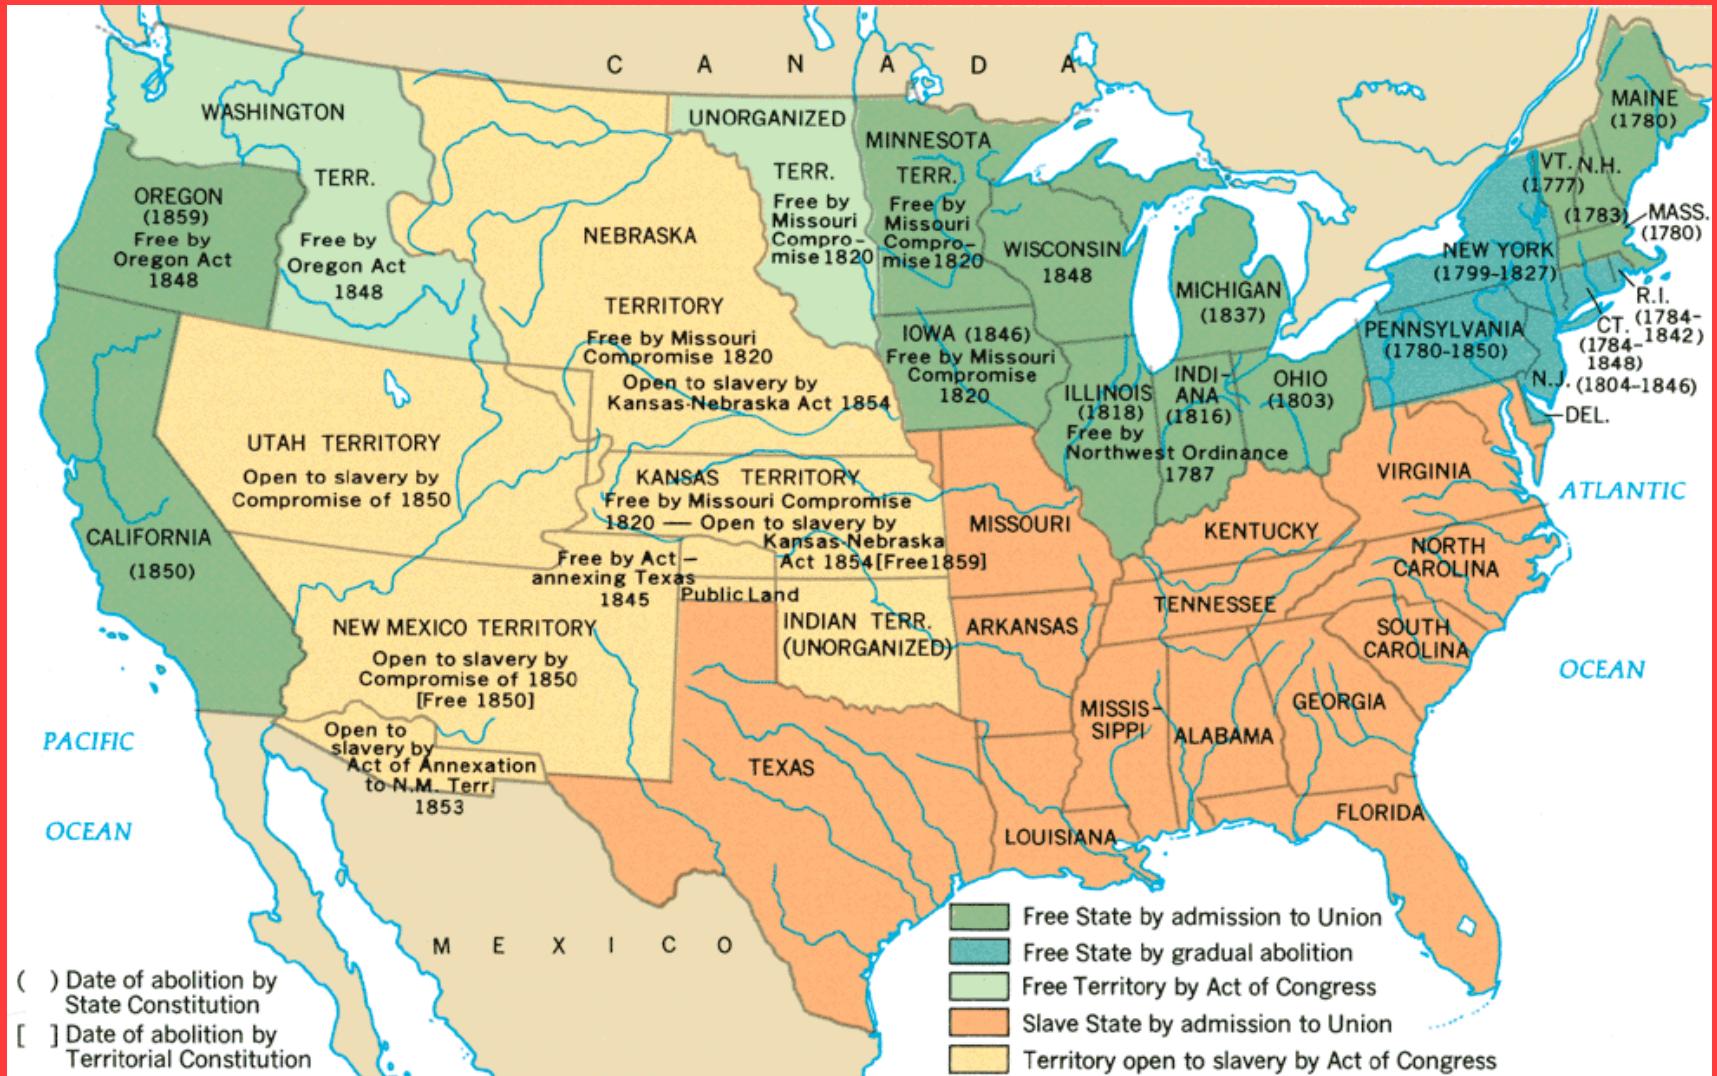 C A N A D A
WASHINGTON
TERR.
Free by
Oregon Act
1848
OREGON
(1859)
Free by
Oregon Act
1848
UNORGANIZED
TERR.
Free by
Missouri
Compro-
mise 1820
MINNESOTA
TERR.
Free by
Missouri
Compro-
mise 1820
NEBRASKA
TERRITORY
Free by Missouri
Compromise 1820
Open to slavery by
Kansas-Nebraska Act 1854
WISCONSIN
1848
MICHIGAN
(1837)
IOWA (1846)
Free by Missouri
Compromise
1820
ILLINOIS
(1818)
INDI-
ANA
(1816)
OHIO
(1803)
Free by
Northwest Ordinance
1787
MAINE
(1780)
VT.
(1777)
N.H.
(1783)
MASS.
(1780)
NEW YORK
(1799-1827)
R.I.
(1784-
1842)
CT.
(1784-
1848)
PENNSYLVANIA
(1780-1850)
N.J. (1804-1846)
DEL.
UTAH TERRITORY
Open to slavery by
Compromise of 1850
KANSAS TERRITORY
Free by Missouri Compromise
1820 — Open to slavery by
Kansas-Nebraska
Act 1854[Free1859]
CALIFORNIA
(1850)
Free by Act —
annexing Texas
1845
Public Land
NEW MEXICO TERRITORY
Open to slavery by
Compromise of 1850
[Free 1850]
INDIAN TERR.
(UNORGANIZED)
Open to
slavery by
Act of Annexation
to N.M. Terr.
1853
MISSOURI
KENTUCKY
VIRGINIA
NORTH
CAROLINA
TENNESSEE
ARKANSAS
SOUTH
CAROLINA
MISSIS-
SIPPI
ALABAMA
GEORGIA
TEXAS
LOUISIANA
FLORIDA
ATLANTIC
OCEAN
PACIFIC
OCEAN
M E X I C O
( ) Date of abolition by
State Constitution
[ ] Date of abolition by
Territorial Constitution
Free State by admission to Union
Free State by gradual abolition
Free Territory by Act of Congress
Slave State by admission to Union
Territory open to slavery by Act of Congress